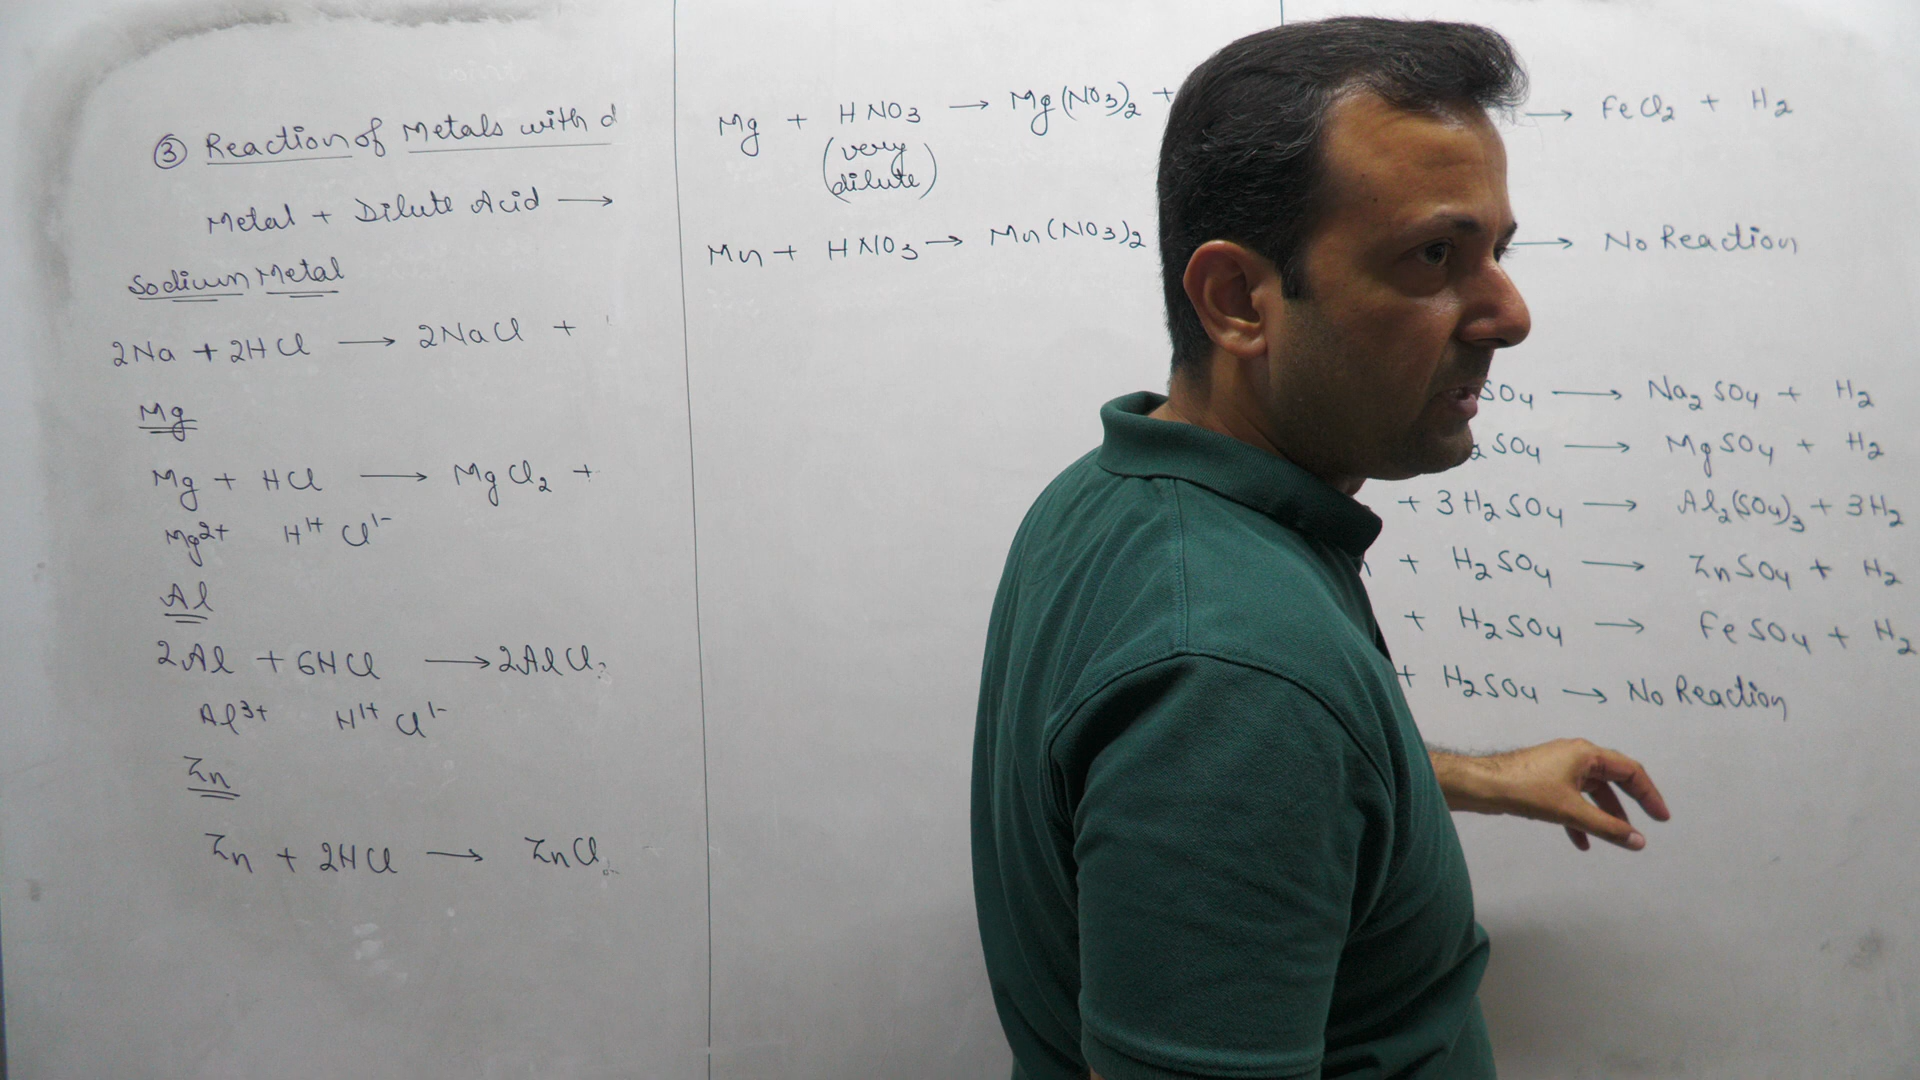 ③ Reaction of Metals with d
Metal + Dilute Acid →
Sodium Metal
2Na + 2HCl → 2NaCl +
Mg
Mg + HCl → MgCl2 +
Mg2+ H1+ Cl1-
Al
2Al + 6HCl → 2AlCl
Al3+ H1+ Cl1-
Zn
Zn + 2HCl → ZnCl
Mg + HNO3 → Mg(NO3)2 +
(very
dilute)
Mn + HNO3 → Mn(NO3)2
→ FeCl2 + H2
→ No Reaction
SO4 → Na2SO4 + H2
2SO4 → MgSO4 + H2
+ 3H2SO4 → Al2(SO4)3 + 3H2
+ H2SO4 → ZnSO4 + H2
+ H2SO4 → FeSO4 + H2
+ H2SO4 → No Reaction